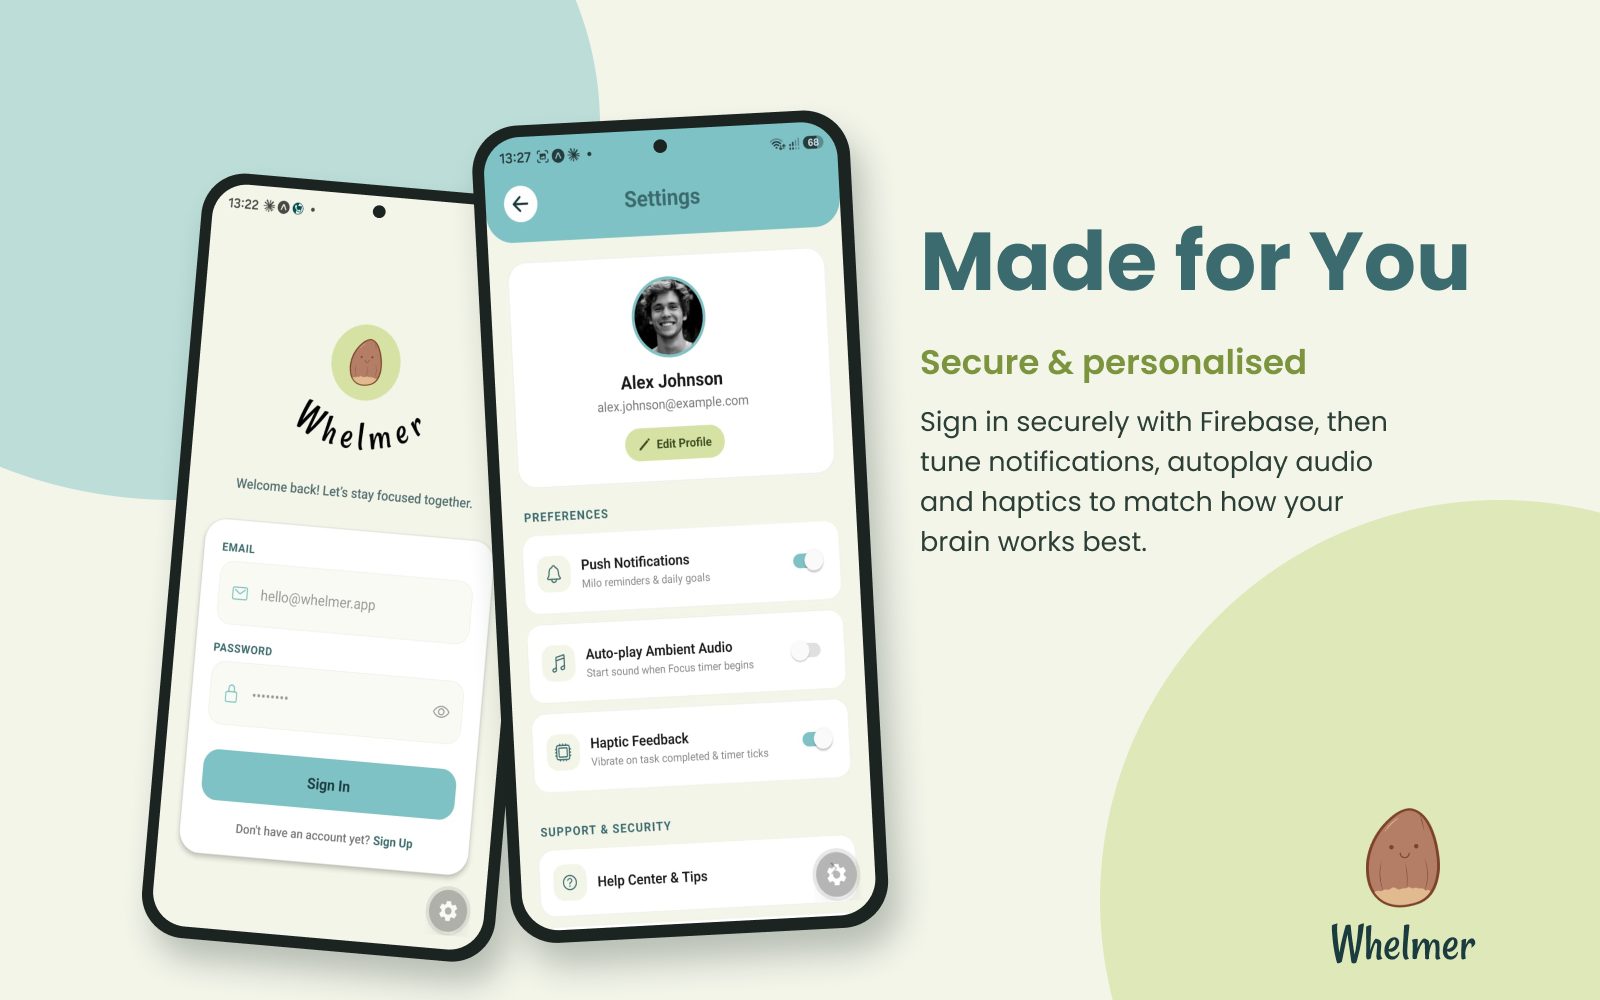 13:22
Whelmer
Welcome back! Let's stay focused together.
EMAIL
hello@whelmer.app
PASSWORD
••••••••
Sign In
Don't have an account yet? Sign Up
13:27
68
Settings
Alex Johnson
alex.johnson@example.com
Edit Profile
PREFERENCES
Push Notifications
Milo reminders & daily goals
Auto-play Ambient Audio
Start sound when Focus timer begins
Haptic Feedback
Vibrate on task completed & timer ticks
SUPPORT & SECURITY
Help Center & Tips
Made for You
Secure & personalised
Sign in securely with Firebase, then
tune notifications, autoplay audio
and haptics to match how your
brain works best.
Whelmer